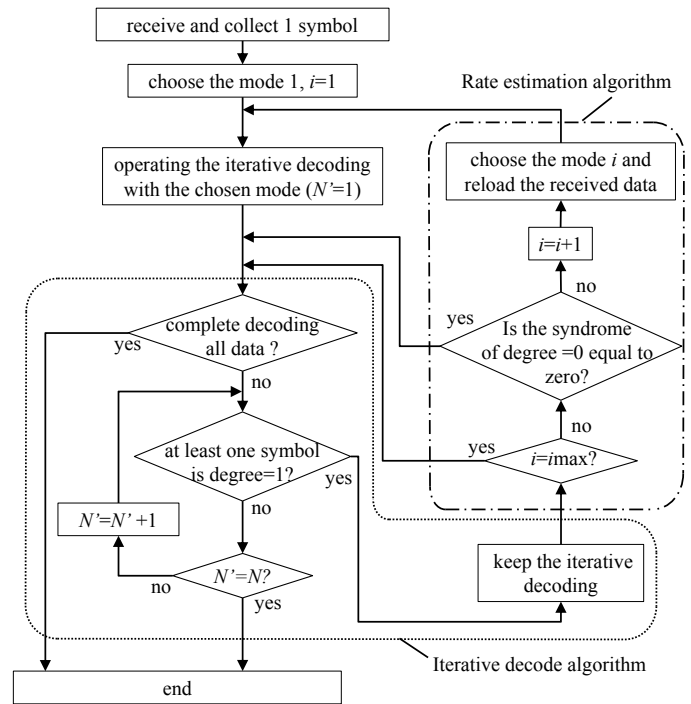 receive and collect 1 symbol
choose the mode 1, i=1
Rate estimation algorithm
operating the iterative decoding
with the chosen mode (N’=1)
choose the mode i and
reload the received data
i=i+1
no
yes
Is the syndrome
of degree =0 equal to
zero?
no
yes
i=imax?
complete decoding
all data ?
yes
no
at least one symbol
is degree=1?
yes
no
N’=N’ +1
N’=N?
no
yes
keep the iterative
decoding
Iterative decode algorithm
end